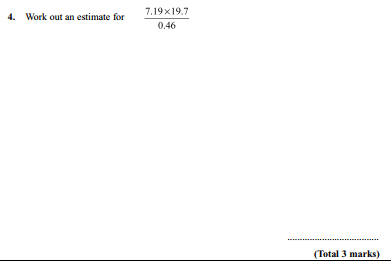 4. Work out an estimate for 7.19×19.7
0.46
........................................
(Total 3 marks)